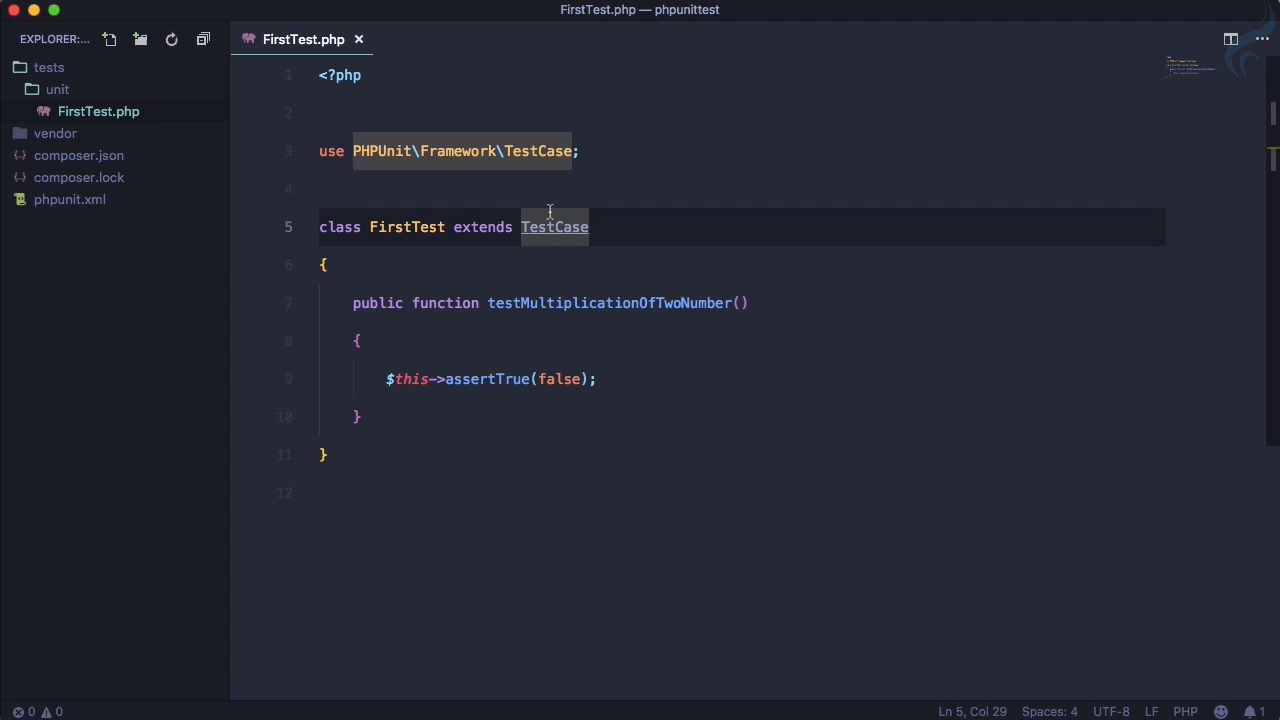 FirstTest.php — phpunittest
EXPLORER:...
FirstTest.php
tests
unit
FirstTest.php
vendor
composer.json
composer.lock
phpunit.xml
1 <?php
2
3 use PHPUnit\Framework\TestCase;
4
5 class FirstTest extends TestCase
6 {
7 public function testMultiplicationOfTwoNumber()
8 {
9 $this->assertTrue(false);
10 }
11 }
12
0 0
Ln 5, Col 29 Spaces: 4 UTF-8 LF PHP 1